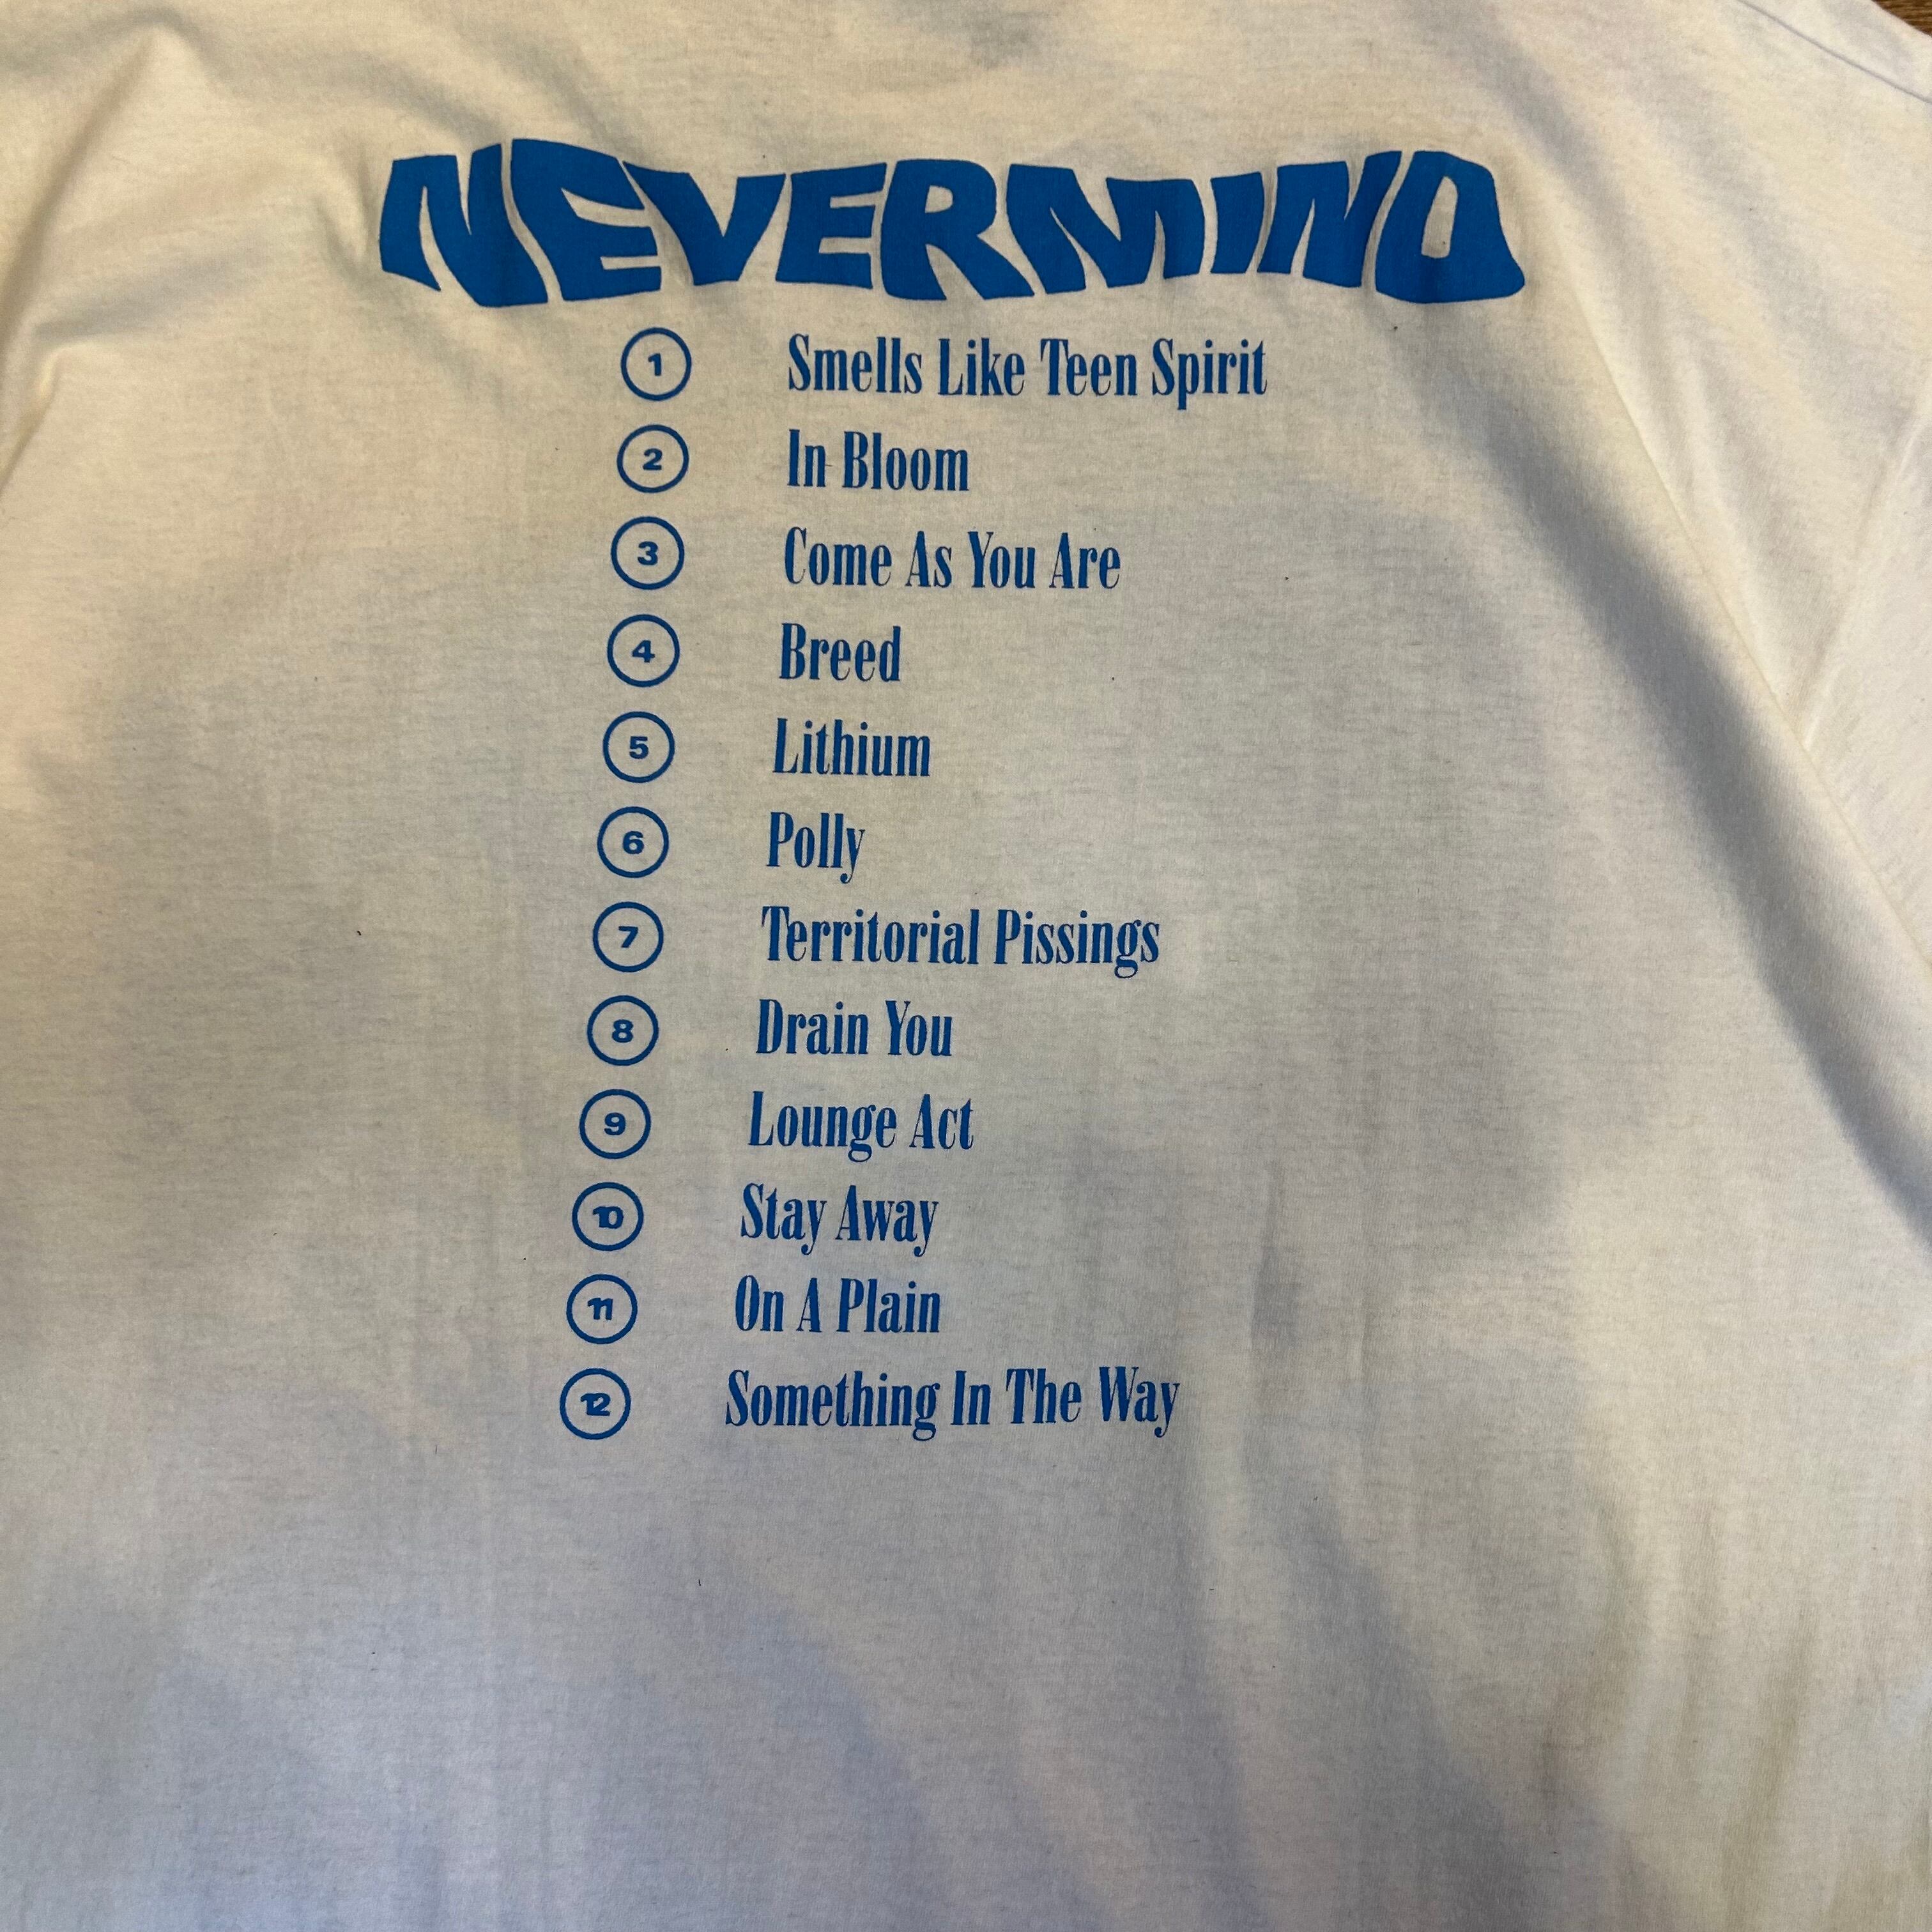 NEVERMIND
1 Smells Like Teen Spirit
2 In Bloom
3 Come As You Are
4 Breed
5 Lithium
6 Polly
7 Territorial Pissings
8 Drain You
9 Lounge Act
10 Stay Away
11 On A Plain
12 Something In The Way